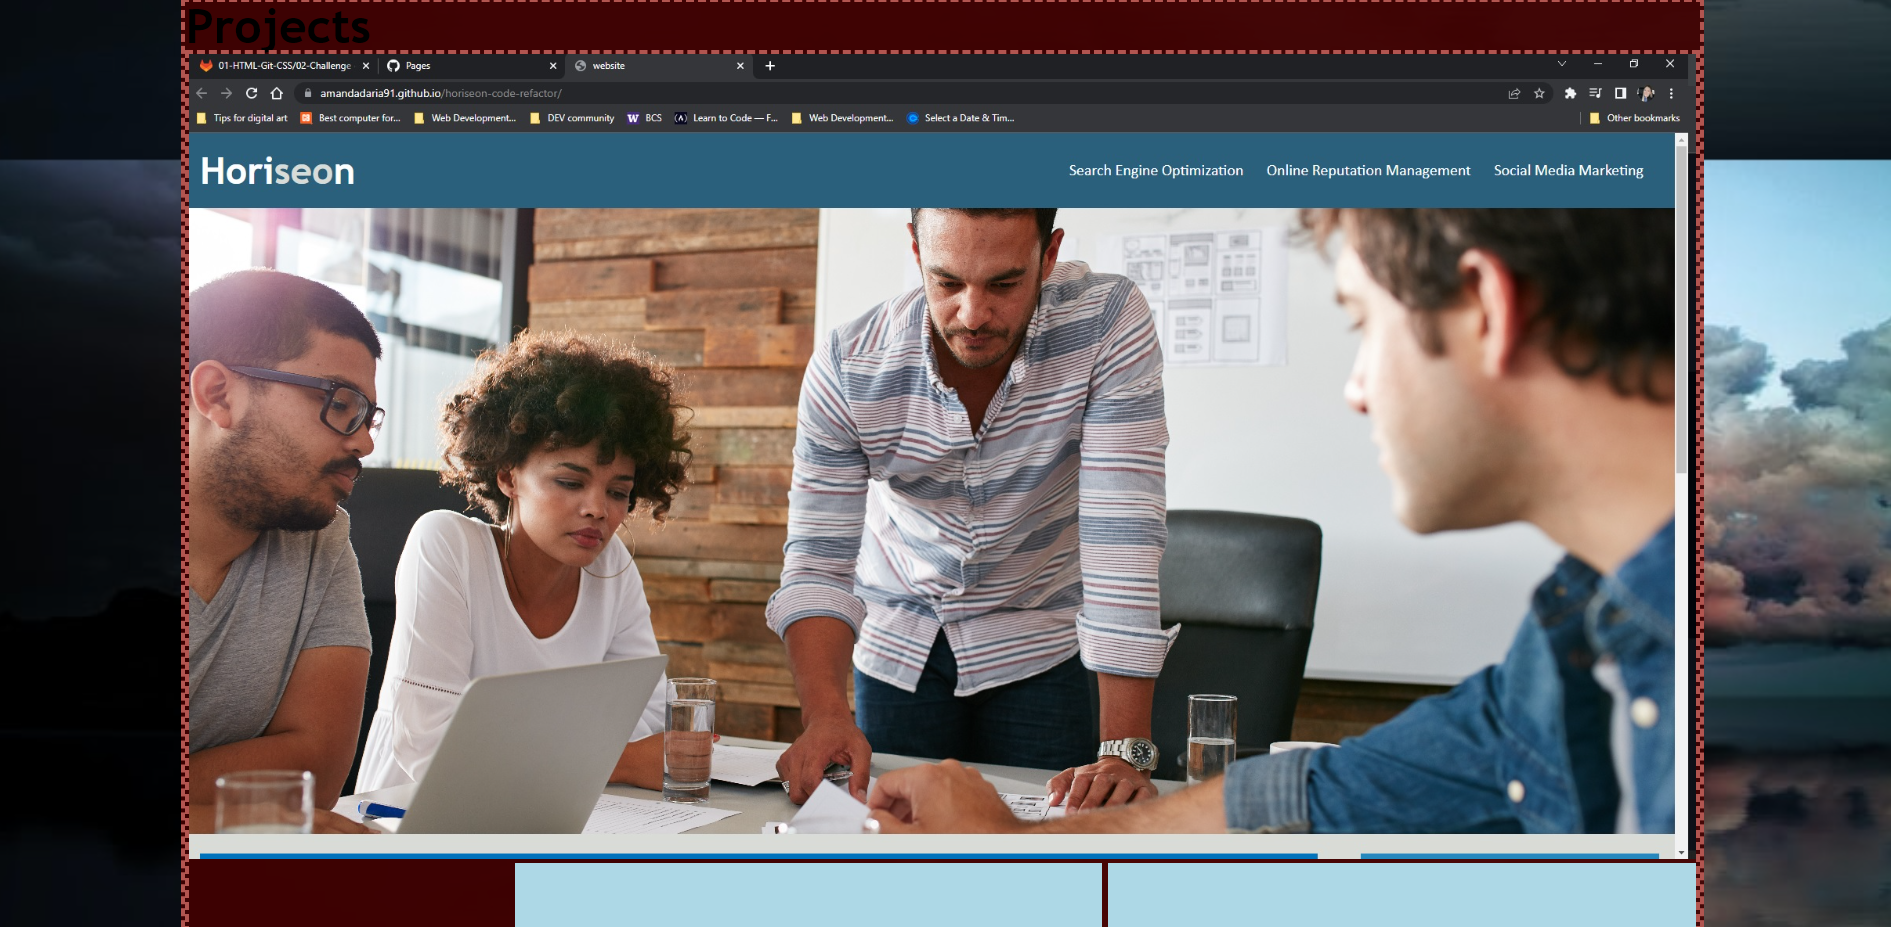 Projects
01-HTML-Git-CSS/02-Challenge
Pages
website
amandadaria91.github.io/horiseon-code-refactor/
Tips for digital art
Best computer for...
Web Development...
DEV community
BCS
Learn to Code — F...
Web Development...
Select a Date & Tim...
Other bookmarks
Horiseon
Search Engine Optimization
Online Reputation Management
Social Media Marketing